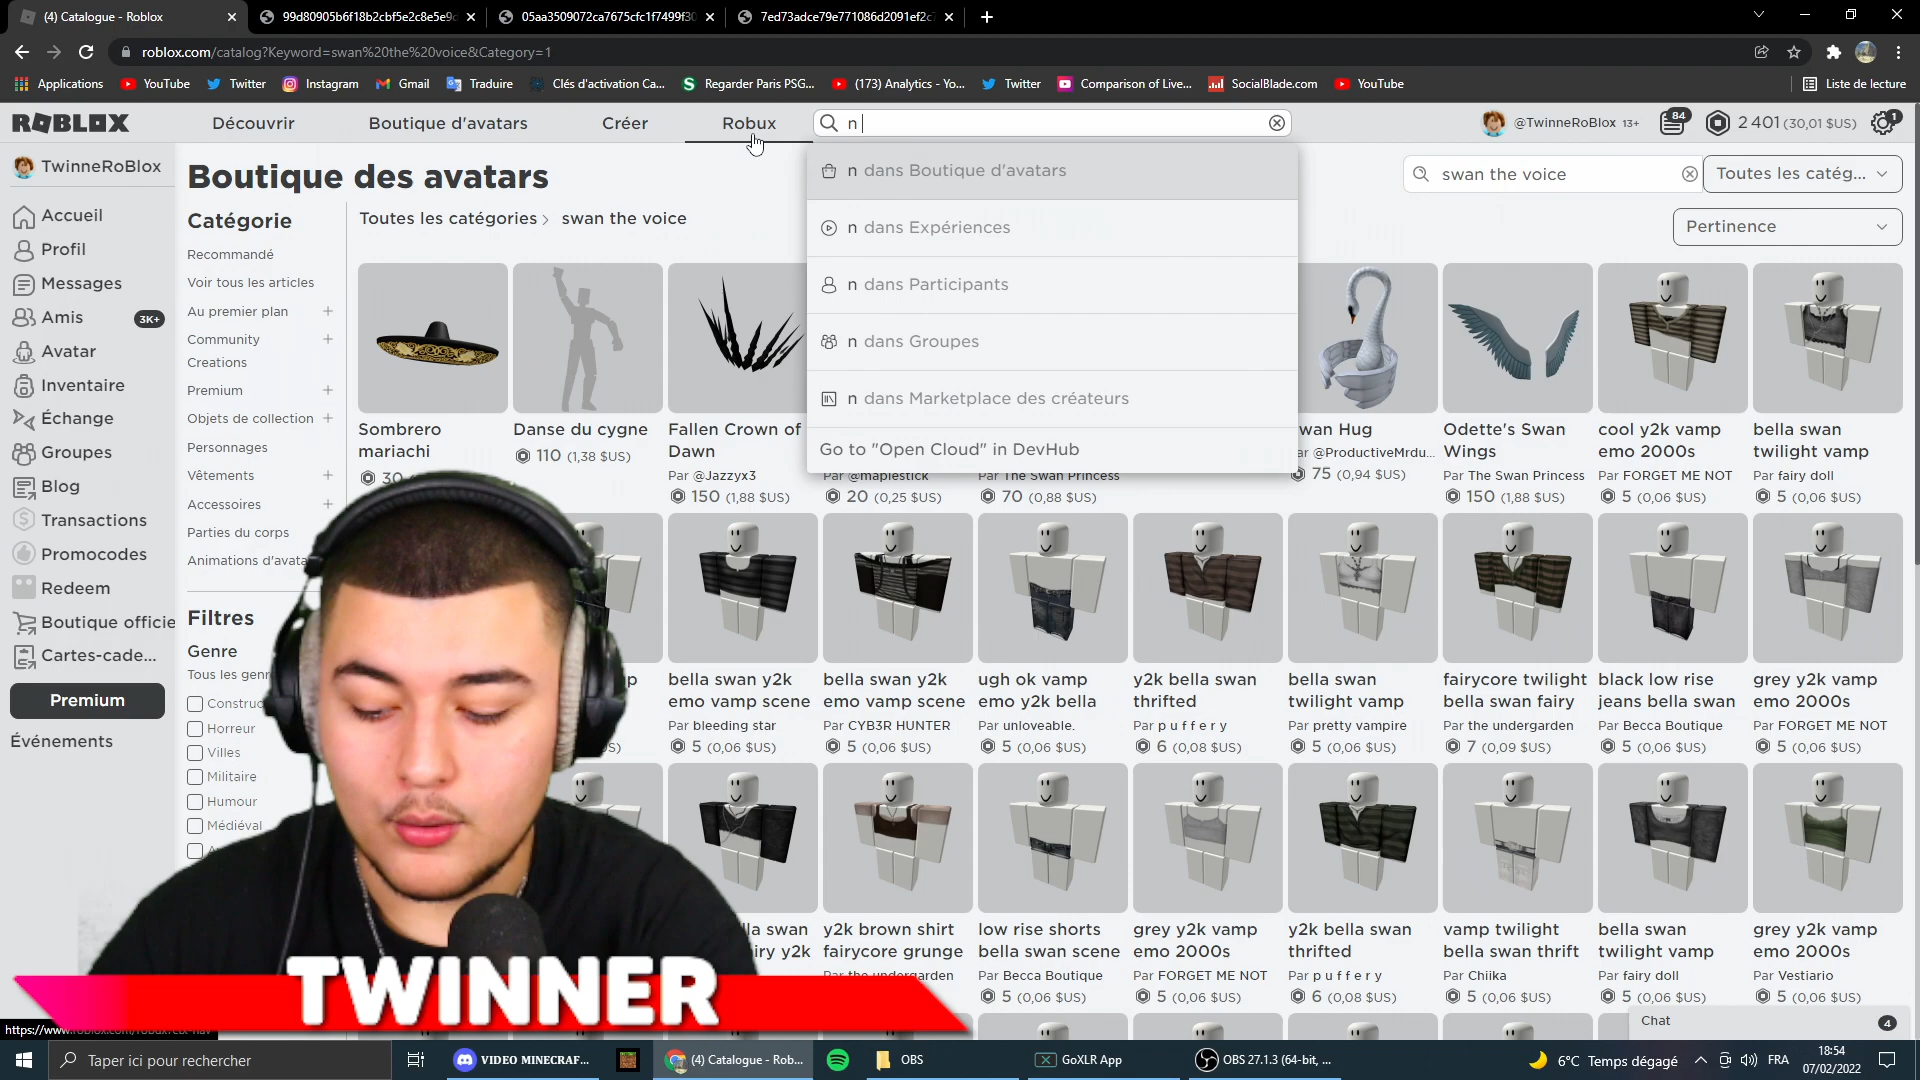 (4) Catalogue - Roblox
99d80905b6f18b2cbf5e2c8e5e9c
05aa3509072ca7675cfc1f7499f30
7ed73adce79e771086d2091ef2c7
roblox.com/catalog?Keyword=swan%20the%20voice&Category=1
Applications YouTube Twitter Instagram Gmail Traduire Clés d'activation Ca... Regarder Paris PSG... (173) Analytics - Yo... Twitter Comparison of Live... SocialBlade.com YouTube Liste de lecture
ROBLOX Découvrir Boutique d'avatars Créer Robux n @TwinneRoBlox 13+ 84 2 401 (30,01 $US) 1
TwinneRoBlox
Accueil
Profil
Messages
Amis 3K+
Avatar
Inventaire
Échange
Groupes
Blog
Transactions
Promocodes
Redeem
Boutique officie
Cartes-cade...
Premium
Événements
Boutique des avatars
swan the voice Toutes les catég...
Pertinence
Catégorie
Recommandé
Voir tous les articles
Au premier plan +
Community +
Creations
Premium +
Objets de collection +
Personnages
Vêtements +
Accessoires +
Parties du corps
Animations d'avata
Filtres
Genre
Tous les genr
Construc
Horreur
Villes
Militaire
Humour
Médiéval
Toutes les catégories > swan the voice
n dans Boutique d'avatars
n dans Expériences
n dans Participants
n dans Groupes
n dans Marketplace des créateurs
Go to "Open Cloud" in DevHub
Sombrero
mariachi
30
Danse du cygne
110 (1,38 $US)
Fallen Crown of
Dawn
Par @Jazzyx3
150 (1,88 $US)
Par @maplestick
20 (0,25 $US)
Par The Swan Princess
70 (0,88 $US)
wan Hug
ar @ProductiveMrdu...
75 (0,94 $US)
Odette's Swan
Wings
Par The Swan Princess
150 (1,88 $US)
cool y2k vamp
emo 2000s
Par FORGET ME NOT
5 (0,06 $US)
bella swan
twilight vamp
Par fairy doll
5 (0,06 $US)
bella swan y2k
emo vamp scene
Par bleeding star
5 (0,06 $US)
bella swan y2k
emo vamp scene
Par CYB3R HUNTER
5 (0,06 $US)
ugh ok vamp
emo y2k bella
Par unloveable.
5 (0,06 $US)
y2k bella swan
thrifted
Par p u f f e r y
6 (0,08 $US)
bella swan
twilight vamp
Par pretty vampire
5 (0,06 $US)
fairycore twilight
bella swan fairy
Par the undergarden
7 (0,09 $US)
black low rise
jeans bella swan
Par Becca Boutique
5 (0,06 $US)
grey y2k vamp
emo 2000s
Par FORGET ME NOT
5 (0,06 $US)
la swan
iry y2k
y2k brown shirt
fairycore grunge
Par the undergarden
low rise shorts
bella swan scene
Par Becca Boutique
5 (0,06 $US)
grey y2k vamp
emo 2000s
Par FORGET ME NOT
5 (0,06 $US)
y2k bella swan
thrifted
Par p u f f e r y
6 (0,08 $US)
vamp twilight
bella swan thrift
Par Chiika
5 (0,06 $US)
bella swan
twilight vamp
Par fairy doll
5 (0,06 $US)
grey y2k vamp
emo 2000s
Par Vestiario
5 (0,06 $US)
TWINNER
Chat 4
Taper ici pour rechercher VIDEO MINECRAF... (4) Catalogue - Rob... OBS GoXLR App OBS 27.1.3 (64-bit, ... 6°C Temps dégagé FRA
18:54
07/02/2022